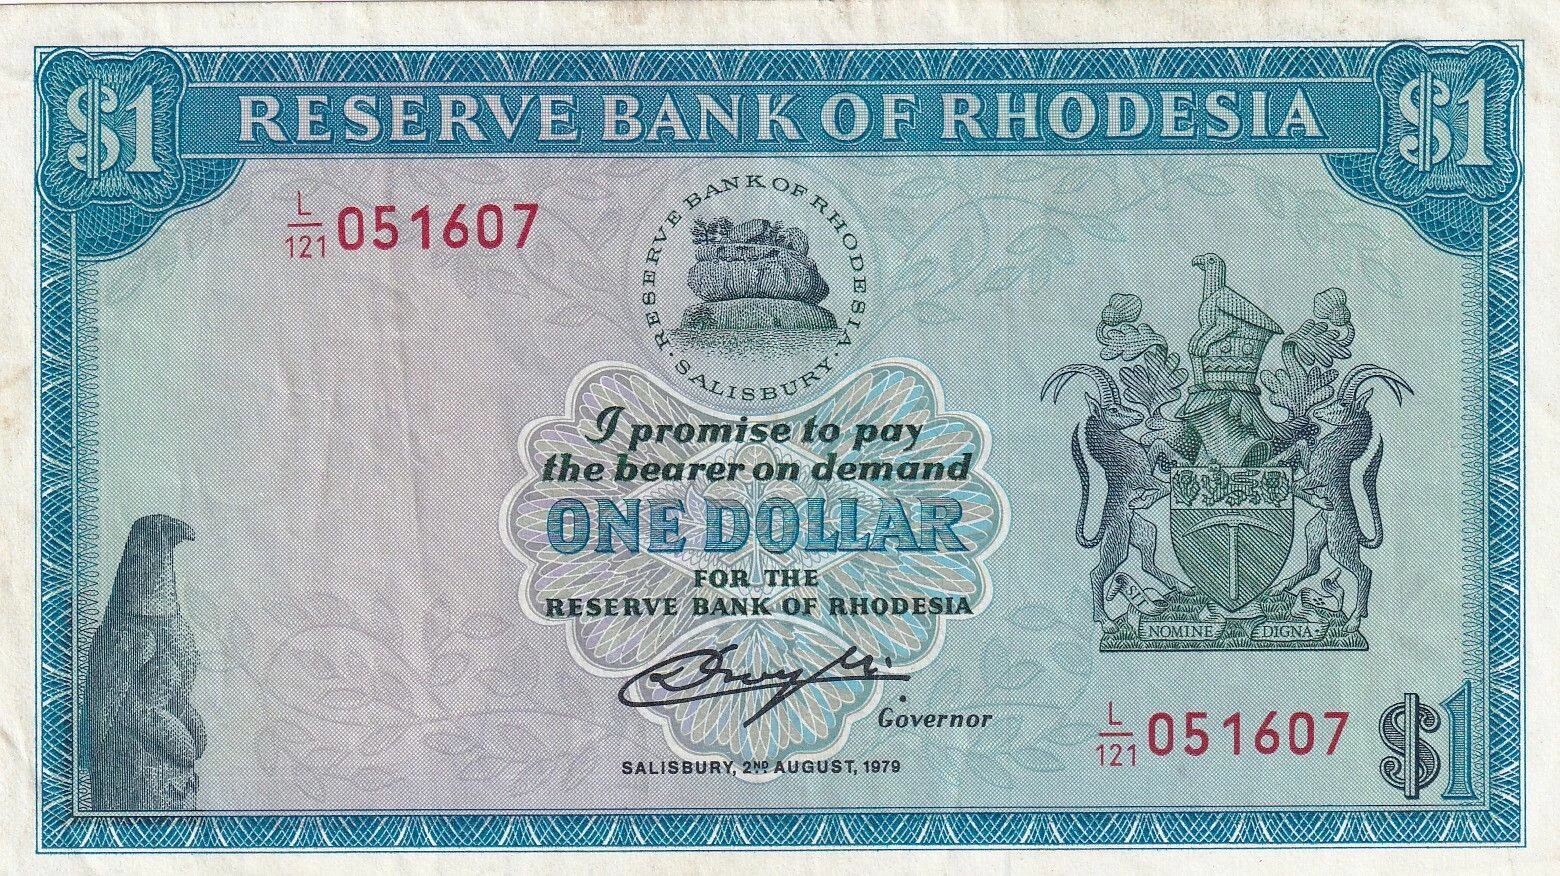 $1 RESERVE BANK OF RHODESIA $1
L/121 051607
RESERVE BANK OF RHODESIA · SALISBURY ·
I promise to pay
the bearer on demand
ONE DOLLAR
FOR THE
RESERVE BANK OF RHODESIA
NOMINE DIGNA
Governor
L/121 051607 $1
SALISBURY, 2ND AUGUST, 1979